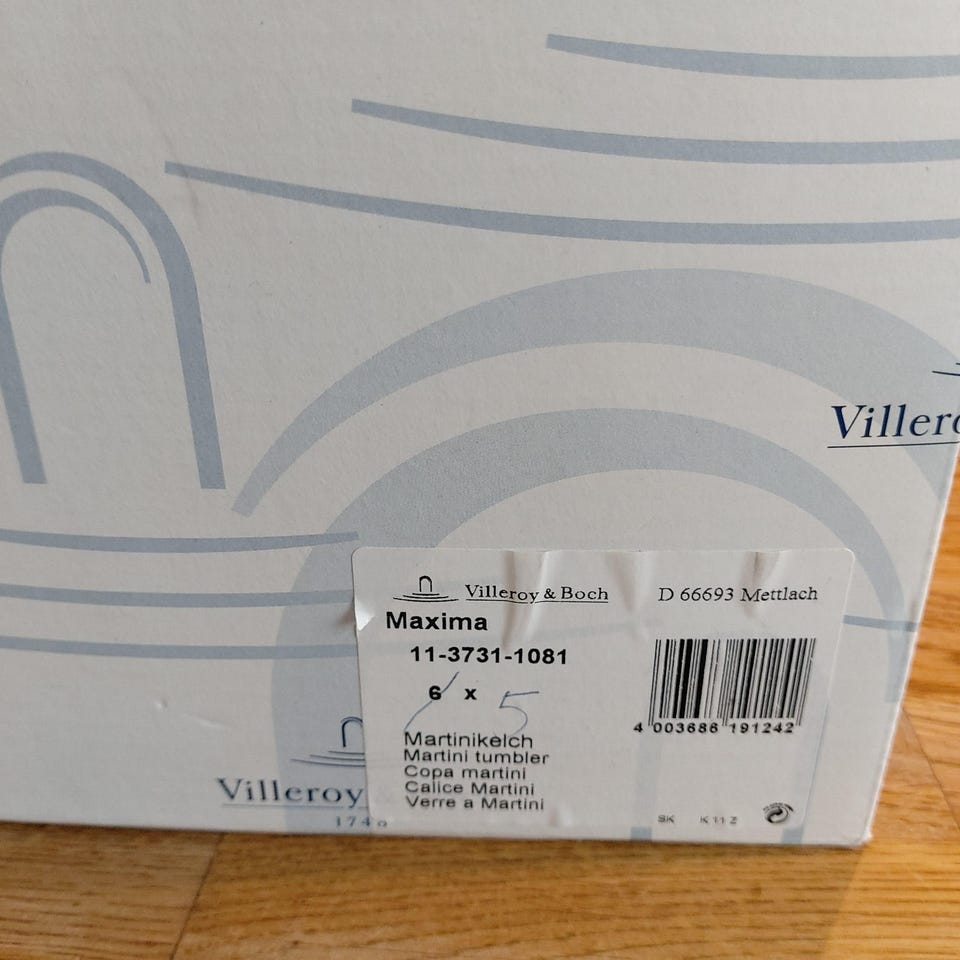 Villero
Villeroy & Boch D 66693 Mettlach
Maxima
11-3731-1081
6 x 5
4 003686 191242
Martinikelch
Martini tumbler
Copa martini
Calice Martini
Verre a Martini
SK K 11 Z
Villeroy
174